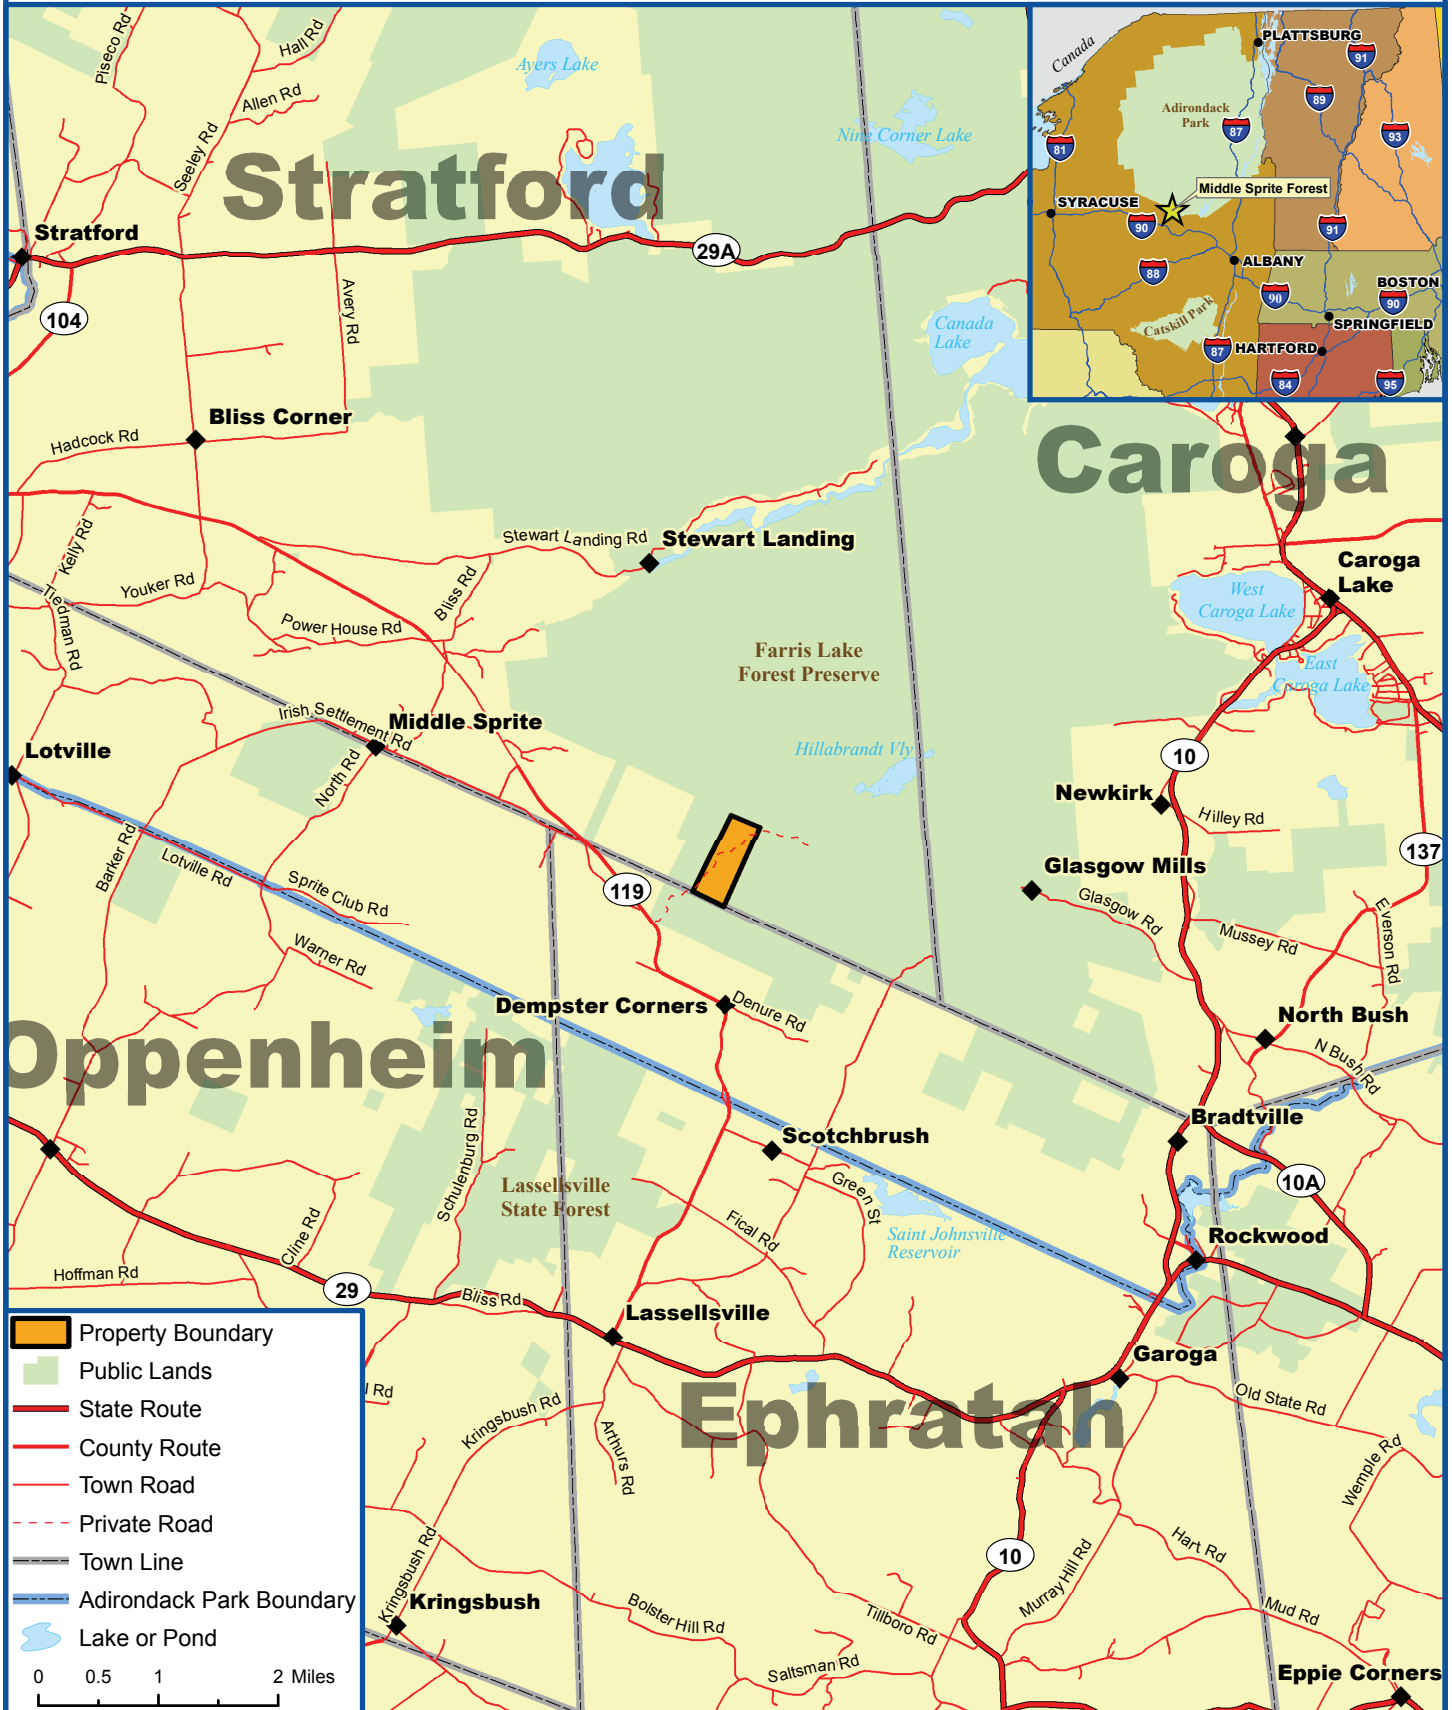 Piseco Rd
Hall Rd
Allen Rd
Seeley Rd
Ayers Lake
Nine Corner Lake
Stratford
Stratford
29A
104
Avery Rd
Canada
Lake
Canada
PLATTSBURG
91
89
Adirondack
Park
87
93
81
Middle Sprite Forest
SYRACUSE
90
91
ALBANY
88
BOSTON
90
90
Catskill Park
SPRINGFIELD
87
HARTFORD
84
95
Bliss Corner
Hadcock Rd
Caroga
Kelly Rd
Stewart Landing Rd
Stewart Landing
Caroga
Lake
Youker Rd
Bliss Rd
Tiedman Rd
Power House Rd
West
Caroga Lake
East
Caroga Lake
Farris Lake
Forest Preserve
Irish Settlement Rd
Middle Sprite
Lotville
North Rd
Hillabrandt Vly
10
Newkirk
Hilley Rd
137
Barker Rd
Lotville Rd
Sprite Club Rd
119
Glasgow Mills
Glasgow Rd
Everson Rd
Mussey Rd
Warner Rd
Dempster Corners
Denure Rd
North Bush
N Bush Rd
Oppenheim
Bradtville
Schulenburg Rd
Scotchbrush
10A
Lassellsville
State Forest
Green St
Fical Rd
Saint Johnsville
Reservoir
Rockwood
Cline Rd
Hoffman Rd
29
Bliss Rd
Lassellsville
Garoga
Ephratah
Old State Rd
l Rd
Kringsbush Rd
Arthurs Rd
Wemple Rd
10
Hart Rd
Murray Hill Rd
Kringsbush Rd
Kringsbush
Bolster Hill Rd
Tillboro Rd
Mud Rd
Saltsman Rd
Eppie Corners
Property Boundary
Public Lands
State Route
County Route
Town Road
Private Road
Town Line
Adirondack Park Boundary
Lake or Pond
0 0.5 1 2 Miles